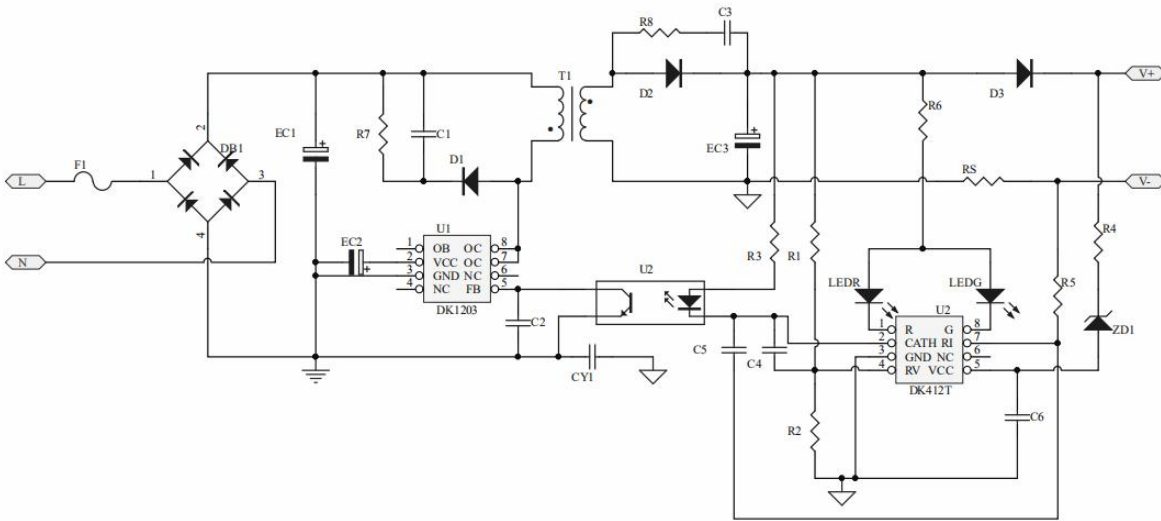 R8
C3
T1
D2
D3
V+
2
EC1
+
R7
C1
R6
F1
DB1
D1
+
EC3
L
1
3
RS
V-
4
U1
EC2
+
1 OB OC 8
2 VCC OC 7
3 GND NC 6
4 NC FB 5
DK1203
R3
R1
R4
N
U2
LEDR
LEDG
R5
U2
ZD1
1 R G 8
2 CATH RI 7
3 GND NC 6
4 RV VCC 5
DK412T
C2
C5
C4
CY1
R2
C6